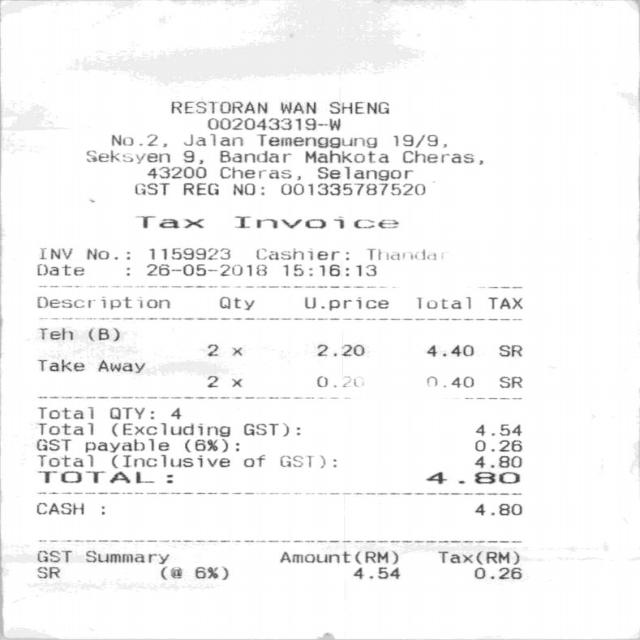 RESTORAN WAN SHENG
002043319-W
No.2, Jalan Temenggung 19/9,
Seksyen 9, Bandar Mahkota Cheras,
43200 Cheras, Selangor
GST REG NO: 001335787520
Tax Invoice
INV No.: 1159923 Cashier: Thandar
Date : 26-05-2018 15:16:13
Description Qty U.price Total TAX
Teh (B)
2 x 2.20 4.40 SR
Take Away
2 x 0.20 0.40 SR
Total QTY: 4
Total (Excluding GST): 4.54
GST payable (6%): 0.26
Total (Inclusive of GST): 4.80
TOTAL: 4.80
CASH : 4.80
GST Summary Amount(RM) Tax(RM)
SR (@ 6%) 4.54 0.26